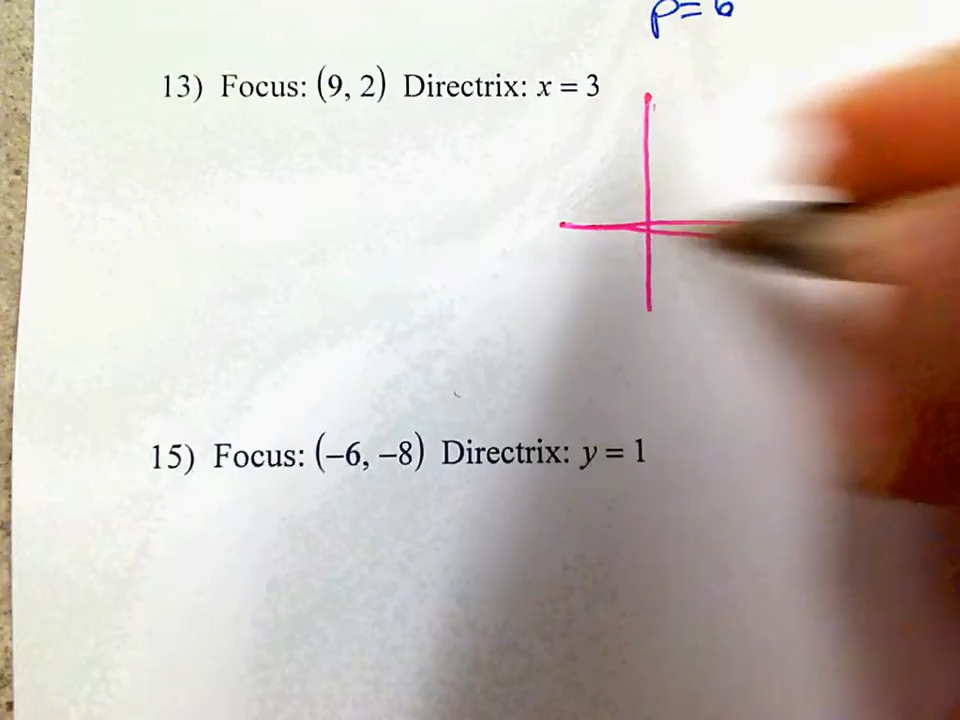 p=6
13) Focus: (9, 2) Directrix: x = 3
15) Focus: (−6, −8) Directrix: y = 1